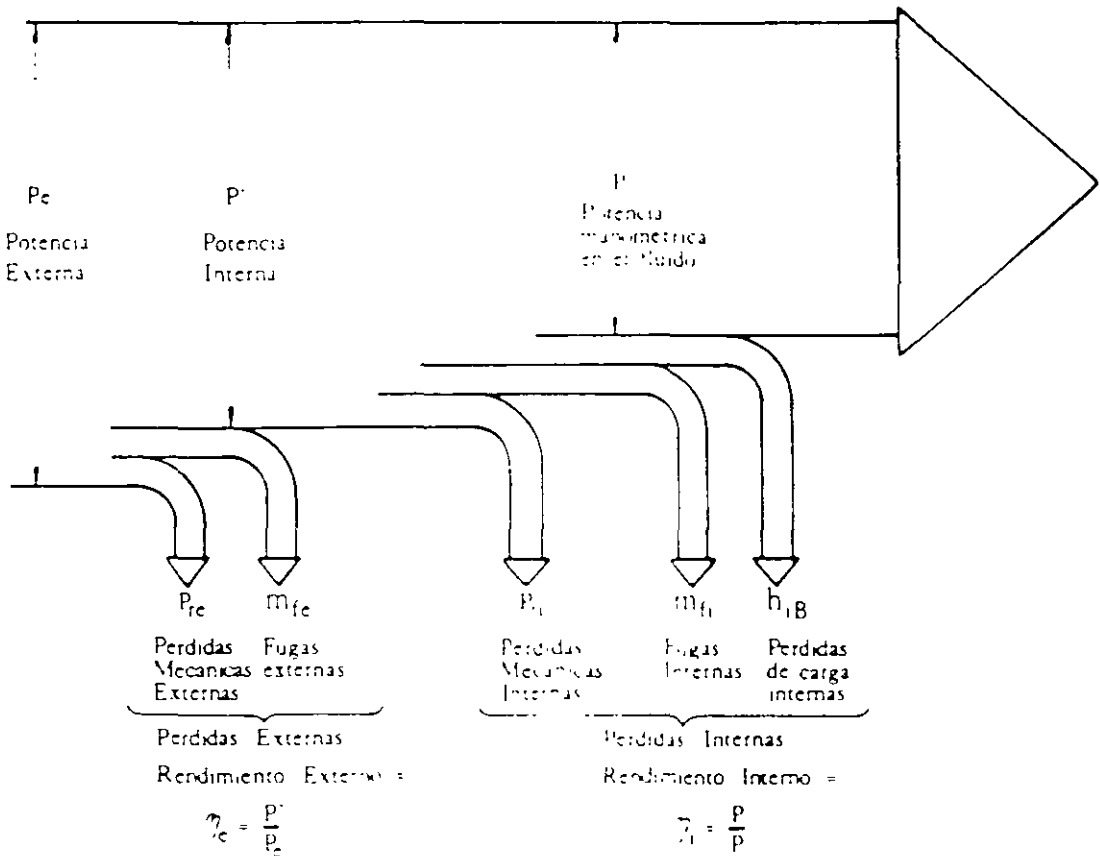 Pe
Potencia
Externa
P'
Potencia
Interna
P
Potencia
manometrica
en el fluido
Pre
Perdidas
Mecanicas
Externas
mfe
Fugas
externas
Pri
Perdidas
Mecanicas
Internas
mfi
Fugas
Internas
hiB
Perdidas
de carga
internas
Perdidas Externas
Rendimiento Externo =
ηe = P'/Pe
Perdidas Internas
Rendimiento Interno =
ηi = P/P